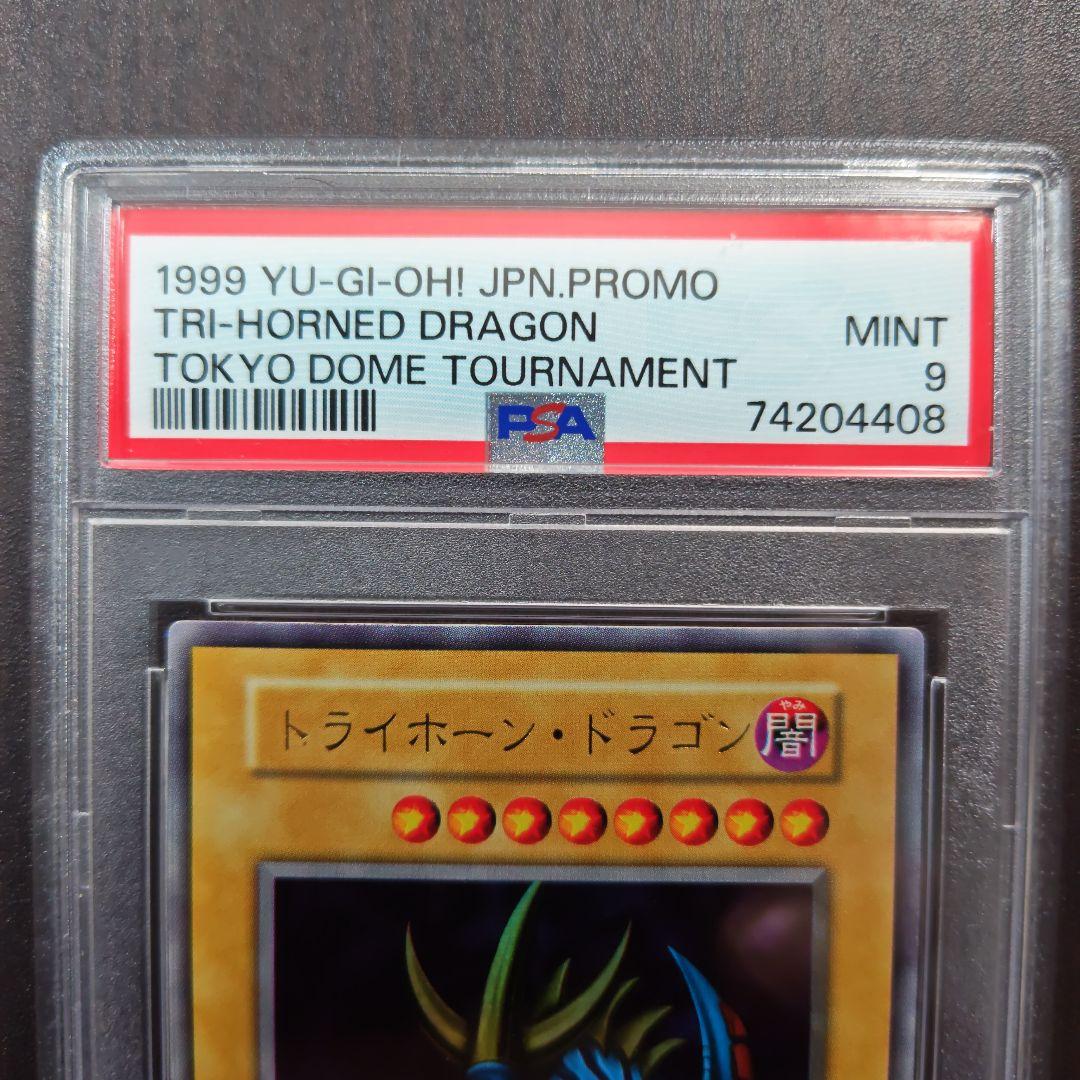 1999 YU-GI-OH! JPN.PROMO
TRI-HORNED DRAGON MINT
TOKYO DOME TOURNAMENT 9
PSA 74204408
トライホーン・ドラゴン
やみ
闇